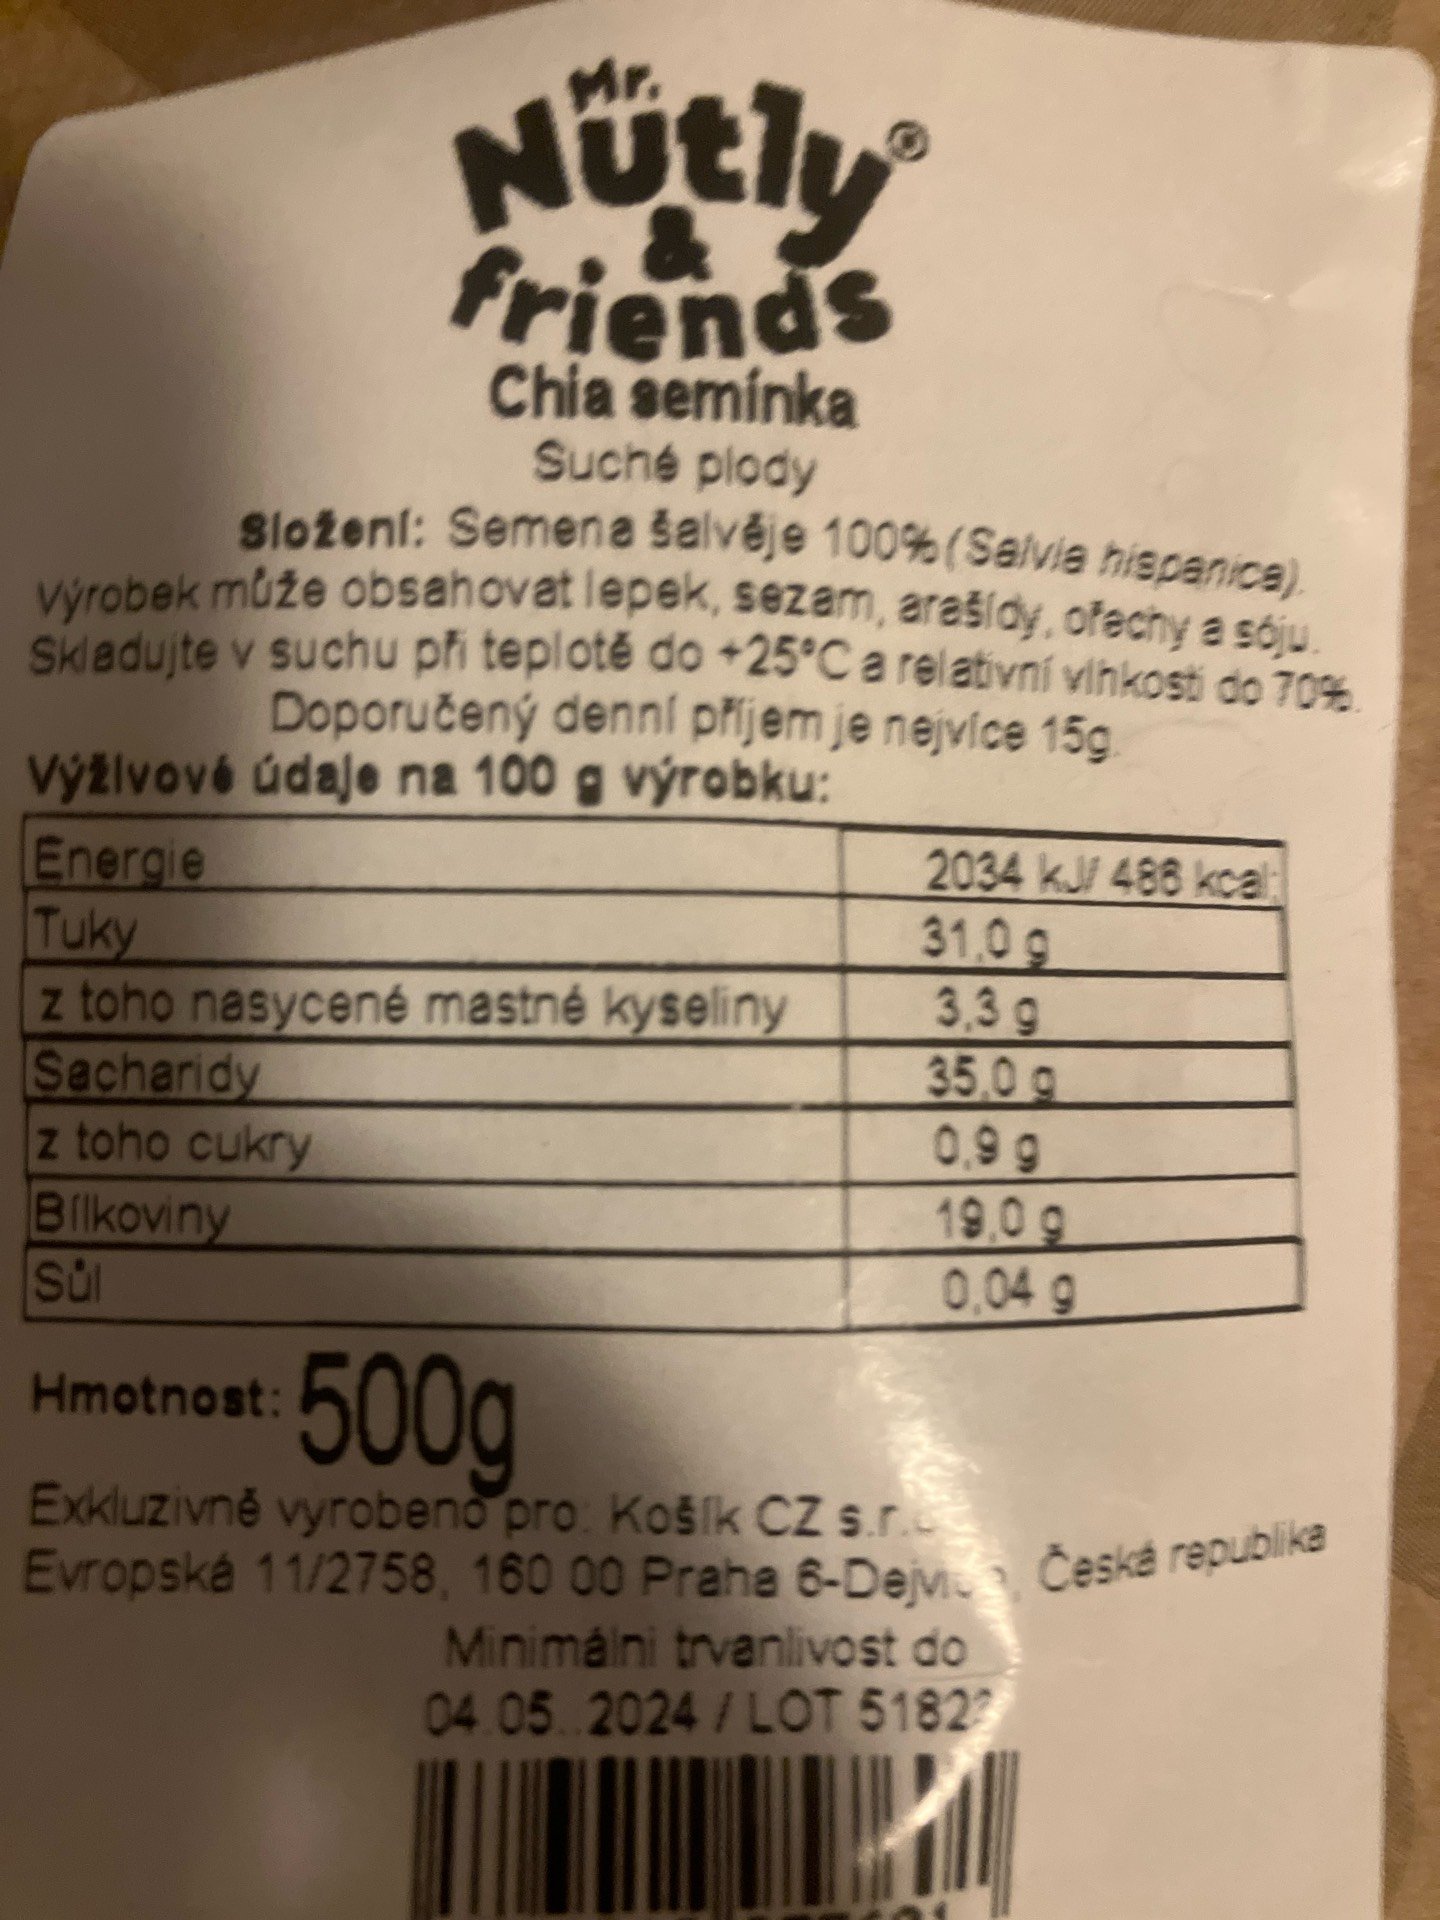 Mr.
Nutly®
&
friends
Chia semínka
Suché plody
Složení: Semena šalvěje 100% (Salvia hispanica).
Výrobek může obsahovat lepek, sezam, arašídy, ořechy a sóju.
Skladujte v suchu při teplotě do +25°C a relativní vlhkosti do 70%.
Doporučený denní příjem je nejvíce 15g.
Výživové údaje na 100 g výrobku:
Energie 2034 kJ/ 486 kcal;
Tuky 31,0 g
z toho nasycené mastné kyseliny 3,3 g
Sacharidy 35,0 g
z toho cukry 0,9 g
Bílkoviny 19,0 g
Sůl 0,04 g
Hmotnost: 500g
Exkluzivně vyrobeno pro: Košík CZ
Evropská 11/2758, 160 00 Praha 6- Česká republika
Minimální trvanlivost do
04.05..2024 / LOT